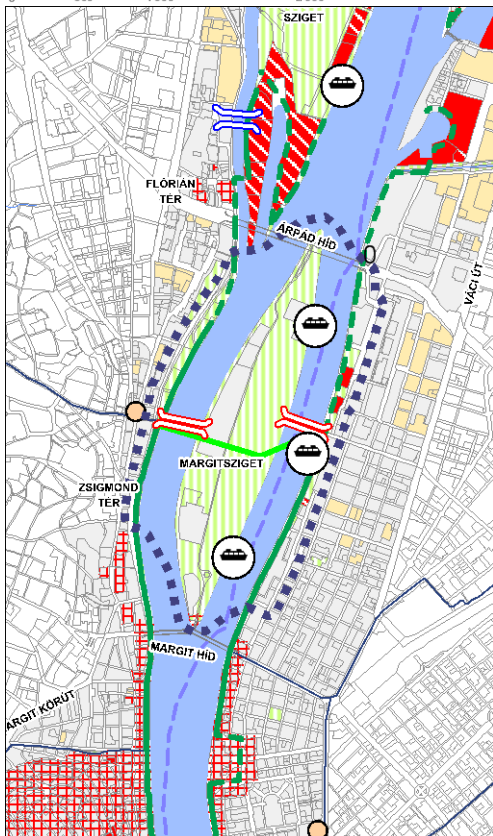 SZIGET
FLÓRIÁN
TÉR
ÁRPÁD HÍD
VÁCI ÚT
MARGITSZIGET
ZSIGMOND
TÉR
MARGIT HÍD
ARGIT KÖRÚT